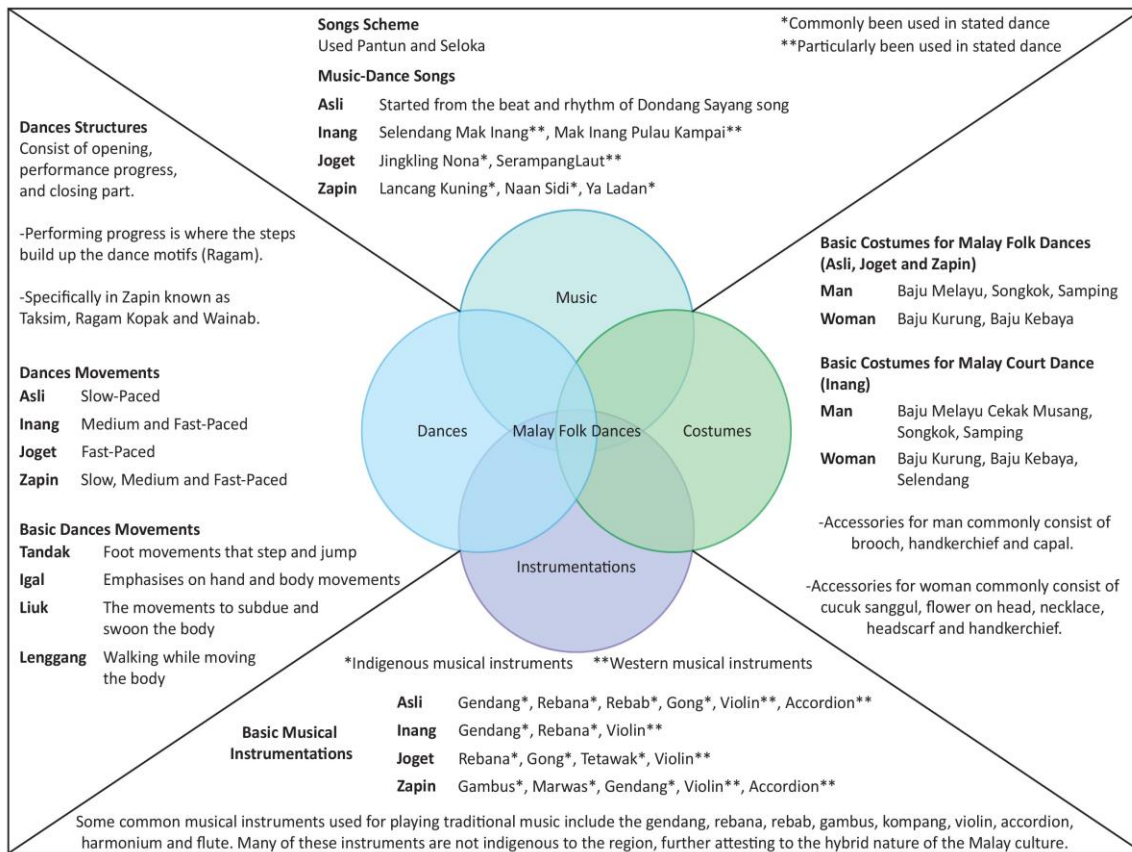 Songs Scheme
Used Pantun and Seloka
*Commonly been used in stated dance
**Particularly been used in stated dance
Music-Dance Songs
Asli Started from the beat and rhythm of Dondang Sayang song
Inang Selendang Mak Inang**, Mak Inang Pulau Kampai**
Joget Jingkling Nona*, SerampangLaut**
Zapin Lancang Kuning*, Naan Sidi*, Ya Ladan*
Dances Structures
Consist of opening,
performance progress,
and closing part.
-Performing progress is where the steps
build up the dance motifs (Ragam).
-Specifically in Zapin known as
Taksim, Ragam Kopak and Wainab.
Dances Movements
Asli Slow-Paced
Inang Medium and Fast-Paced
Joget Fast-Paced
Zapin Slow, Medium and Fast-Paced
Basic Dances Movements
Tandak Foot movements that step and jump
Igal Emphasises on hand and body movements
Liuk The movements to subdue and
swoon the body
Lenggang Walking while moving
the body
Music
Dances
Malay Folk Dances
Costumes
Instrumentations
Basic Costumes for Malay Folk Dances
(Asli, Joget and Zapin)
Man Baju Melayu, Songkok, Samping
Woman Baju Kurung, Baju Kebaya
Basic Costumes for Malay Court Dance
(Inang)
Man Baju Melayu Cekak Musang,
Songkok, Samping
Woman Baju Kurung, Baju Kebaya,
Selendang
-Accessories for man commonly consist of
brooch, handkerchief and capal.
-Accessories for woman commonly consist of
cucuk sanggul, flower on head, necklace,
headscarf and handkerchief.
*Indigenous musical instruments **Western musical instruments
Basic Musical
Instrumentations
Asli Gendang*, Rebana*, Rebab*, Gong*, Violin**, Accordion**
Inang Gendang*, Rebana*, Violin**
Joget Rebana*, Gong*, Tetawak*, Violin**
Zapin Gambus*, Marwas*, Gendang*, Violin**, Accordion**
Some common musical instruments used for playing traditional music include the gendang, rebana, rebab, gambus, kompang, violin, accordion,
harmonium and flute. Many of these instruments are not indigenous to the region, further attesting to the hybrid nature of the Malay culture.